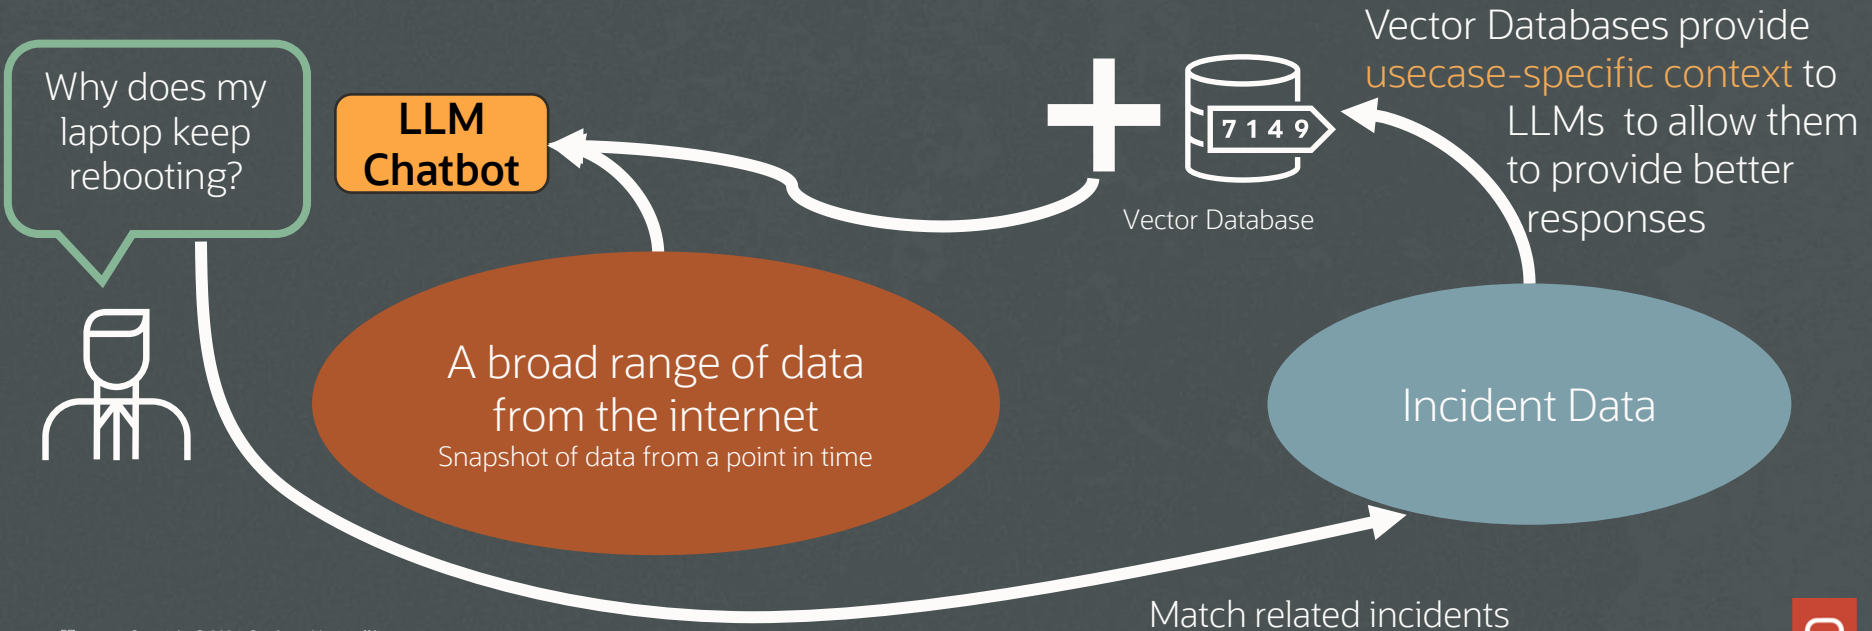 Why does my
laptop keep
rebooting?
LLM
Chatbot
7 1 4 9
Vector Database
Vector Databases provide
usecase-specific context to
LLMs to allow them
to provide better
responses
A broad range of data
from the internet
Snapshot of data from a point in time
Incident Data
Match related incidents